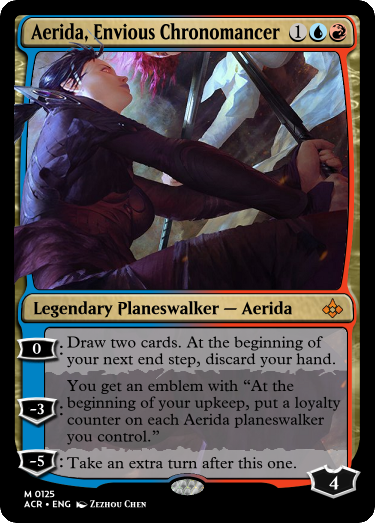 Aerida, Envious Chronomancer 1
Legendary Planeswalker — Aerida
0: Draw two cards. At the beginning of
your next end step, discard your hand.
You get an emblem with “At the
beginning of your upkeep, put a loyalty
-3: counter on each Aerida planeswalker
you control.”
-5: Take an extra turn after this one.
4
M 0125
ACR • ENG Zezhou Chen